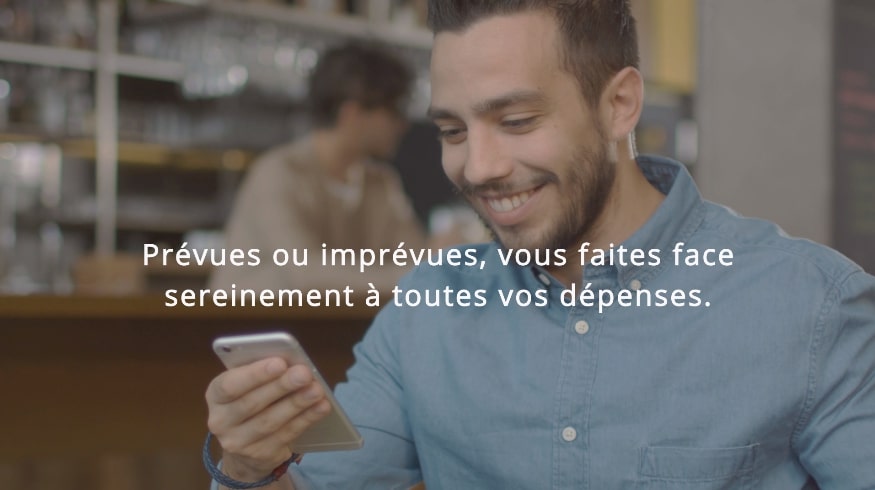 Prévues ou imprévues, vous faites face
sereinement à toutes vos dépenses.